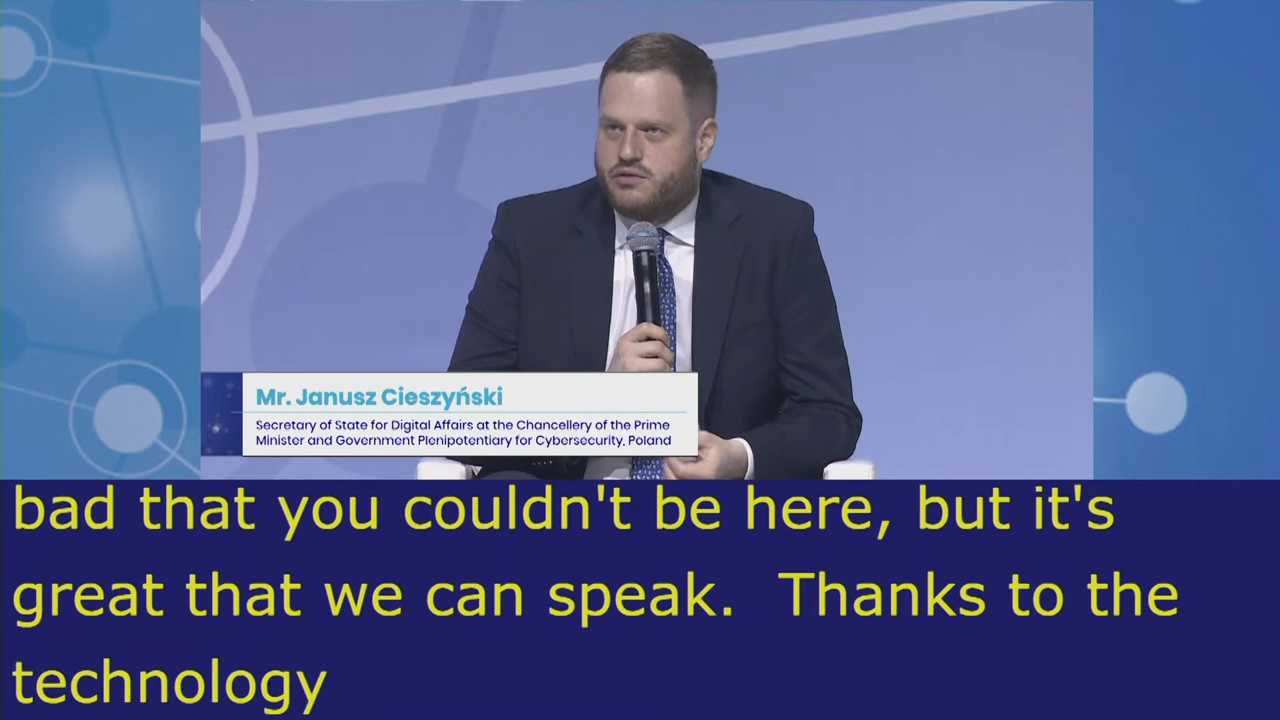 Mr. Janusz Cieszyński
Secretary of State for Digital Affairs at the Chancellery of the Prime
Minister and Government Plenipotentiary for Cybersecurity, Poland
bad that you couldn't be here, but it's
great that we can speak.  Thanks to the
technology